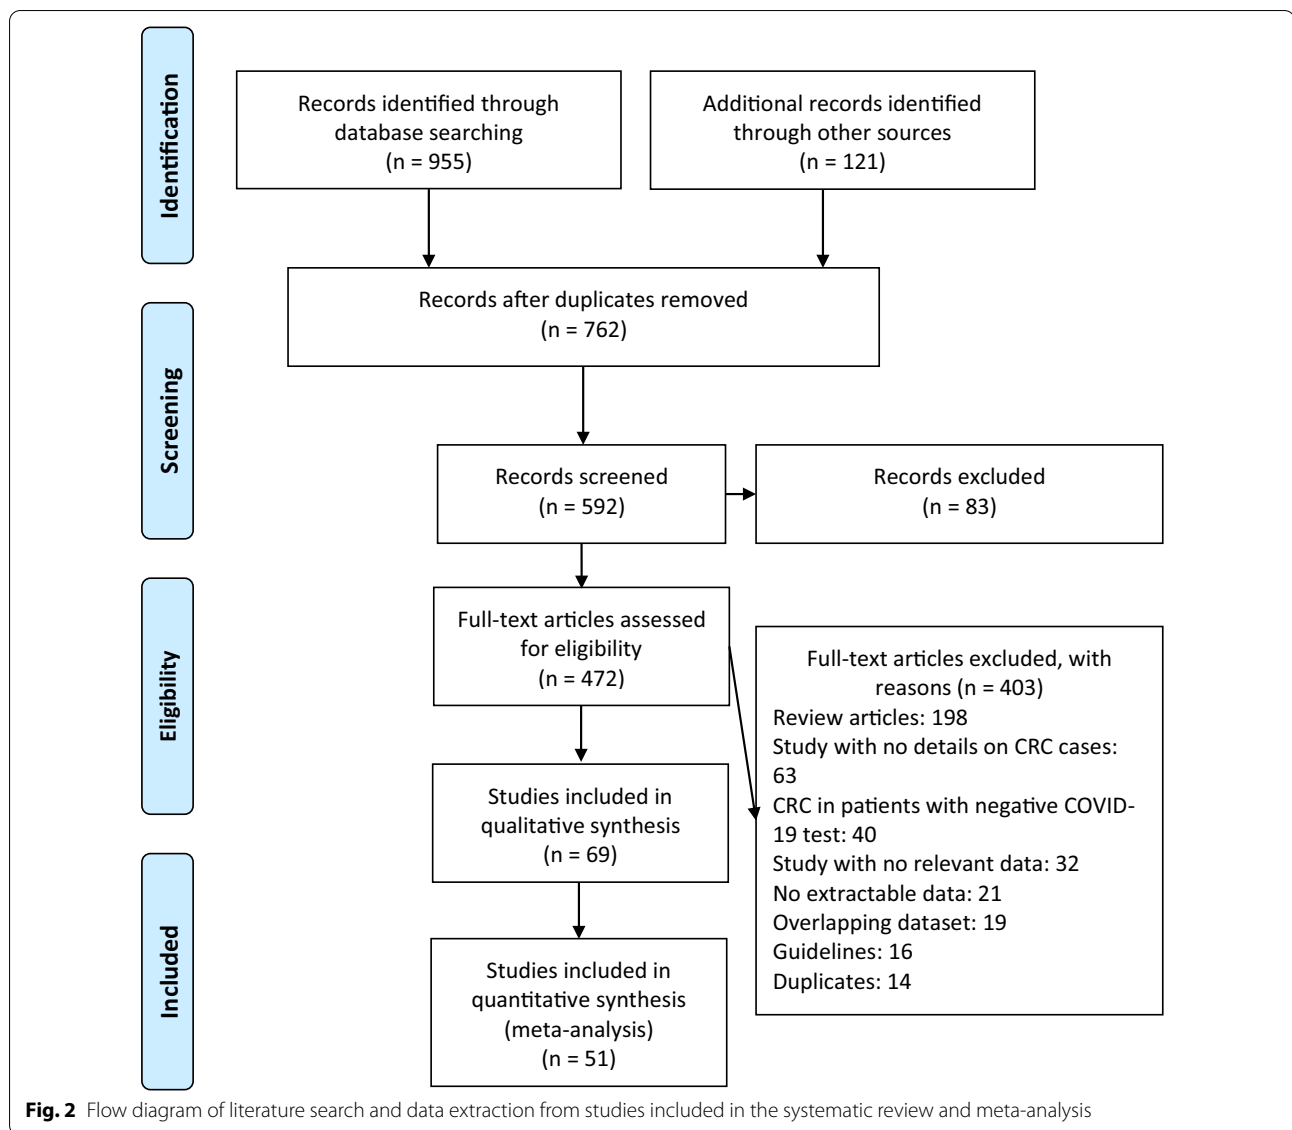 Identification
Records identified through
database searching
(n = 955)
Additional records identified
through other sources
(n = 121)
Records after duplicates removed
(n = 762)
Screening
Records screened
(n = 592)
Records excluded
(n = 83)
Eligibility
Full-text articles assessed
for eligibility
(n = 472)
Full-text articles excluded, with
reasons (n = 403)
Review articles: 198
Study with no details on CRC cases:
63
CRC in patients with negative COVID-
19 test: 40
Study with no relevant data: 32
No extractable data: 21
Overlapping dataset: 19
Guidelines: 16
Duplicates: 14
Studies included in
qualitative synthesis
(n = 69)
Included
Studies included in
quantitative synthesis
(meta-analysis)
(n = 51)
Fig. 2 Flow diagram of literature search and data extraction from studies included in the systematic review and meta-analysis